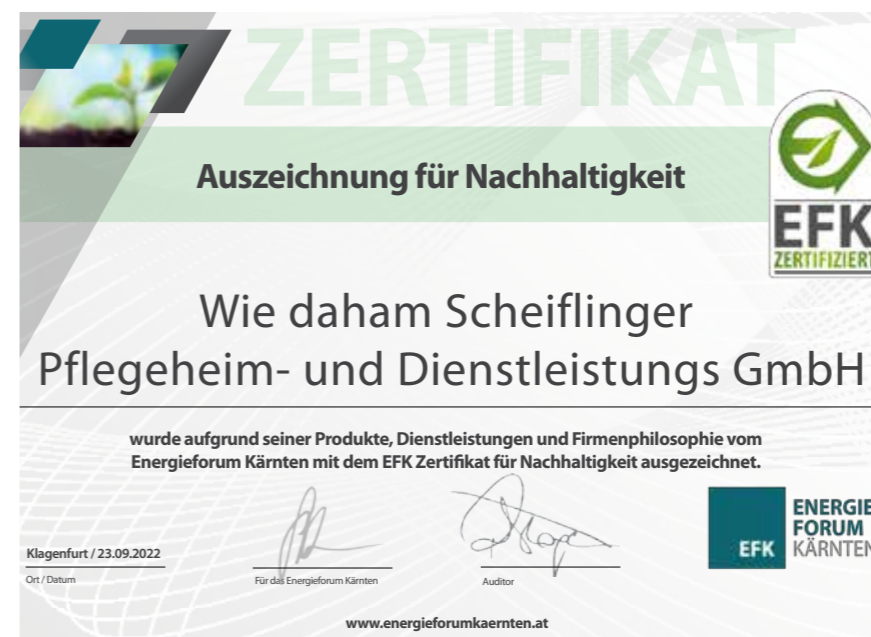 ZERTIFIKAT
Auszeichnung für Nachhaltigkeit
EFK
ZERTIFIZIERT
Wie daham Scheiflinger
Pflegeheim- und Dienstleistungs GmbH
wurde aufgrund seiner Produkte, Dienstleistungen und Firmenphilosophie vom
Energieforum Kärnten mit dem EFK Zertifikat für Nachhaltigkeit ausgezeichnet.
Klagenfurt / 23.09.2022
Ort / Datum
Für das Energieforum Kärnten
Auditor
EFK
ENERGIE
FORUM
KÄRNTEN
www.energieforumkaernten.at